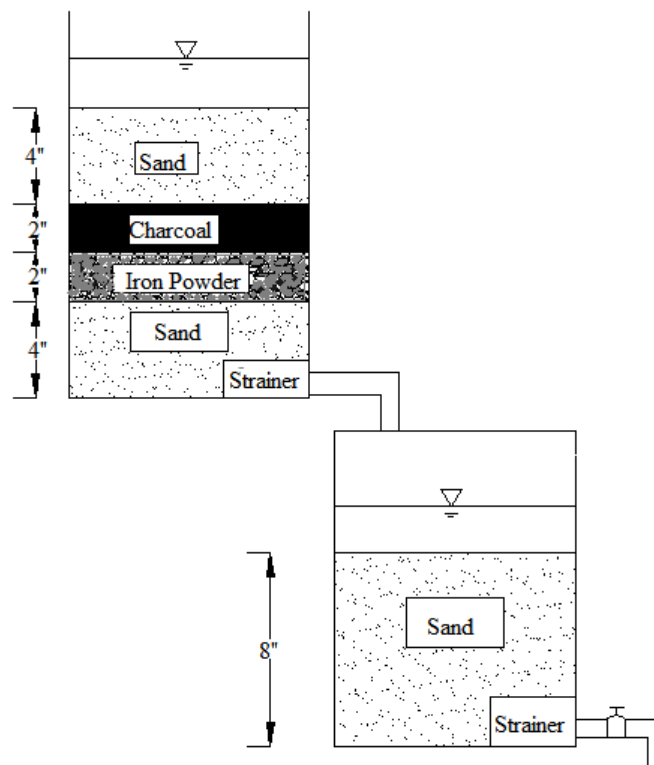 4"
Sand
2"
Charcoal
2"
Iron Powder
4"
Sand
Strainer
8"
Sand
Strainer